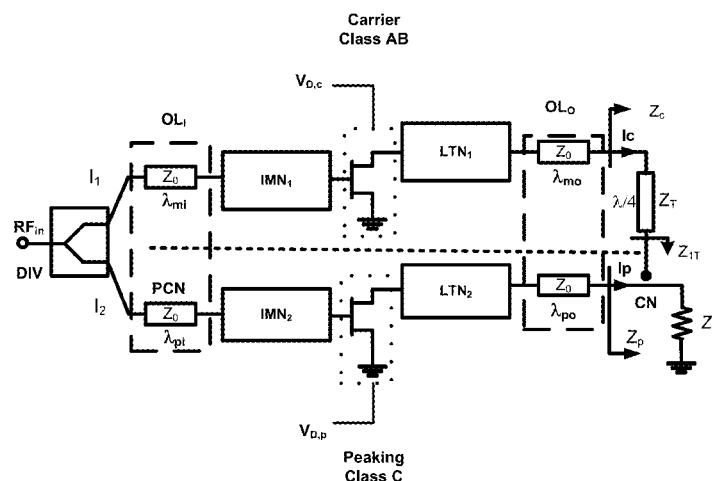 Carrier
Class AB
V_D,c
OL_I
OL_O
Z_c
I_c
I_1
Z_0
λ_mi
IMN_1
LTN_1
Z_0
λ_mo
λ/4
Z_T
RF_in
DIV
Z_1T
I_2
PCN
Z_0
λ_pi
IMN_2
LTN_2
Z_0
λ_po
Ip
CN
Z_p
Z
V_D,p
Peaking
Class C